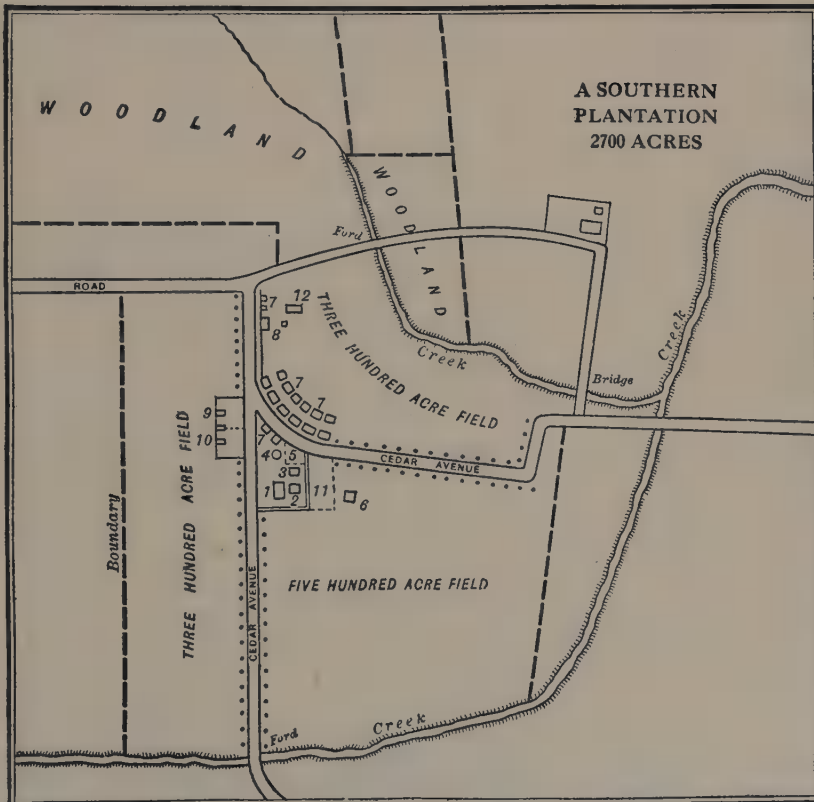 A SOUTHERN
PLANTATION
2700 ACRES
WOODLAND
WOODLAND
Ford
ROAD
7
12
8
THREE HUNDRED ACRE FIELD
Creek
Creek
Bridge
7
7
9
10
7
4
5
3
1
2
11
6
CEDAR AVENUE
THREE HUNDRED ACRE FIELD
Boundary
FIVE HUNDRED ACRE FIELD
CEDAR AVENUE
Ford
Creek